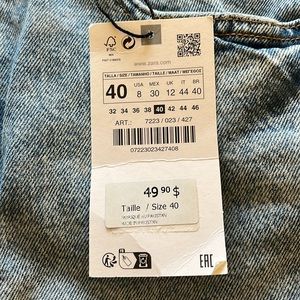 FSC
www.zara.com
TALLA / SIZE / TAMANHO / TAILLE / MAAT / ΜΕΓΕΘΟΣ
40 USA 8 MEX 30 UK 12 IT 44 BR 40
32 34 36 38 40 42 44 46
ART.: 7223 / 023 / 427
07223023427408
49 90 $
Taille / Size 40
EAC